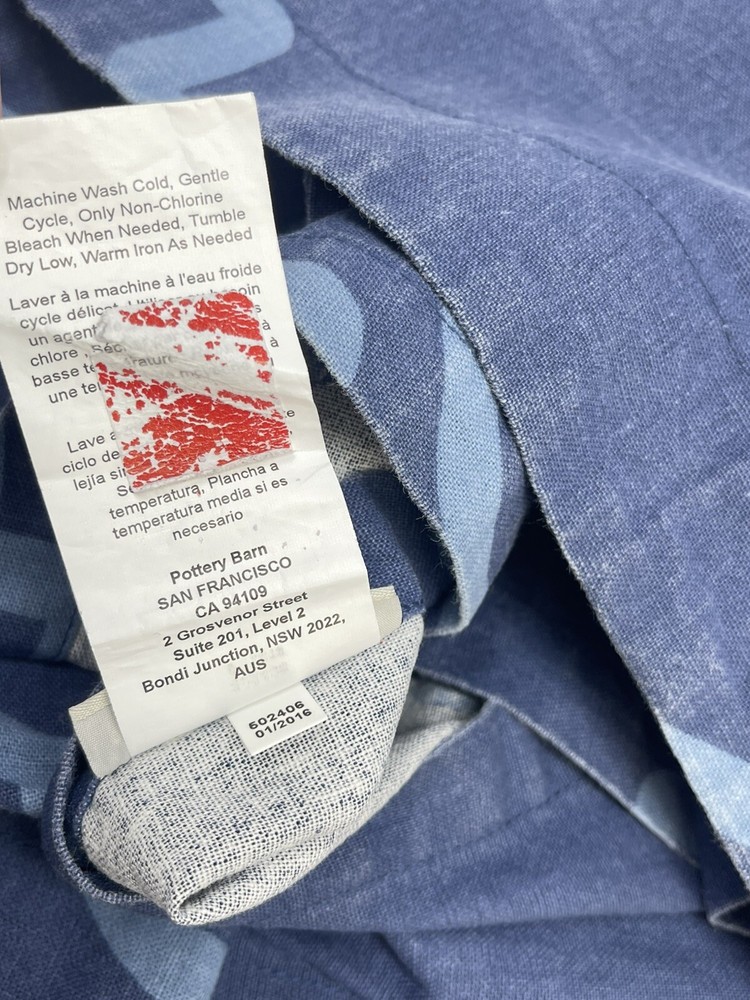 Machine Wash Cold, Gentle
Cycle, Only Non-Chlorine
Bleach When Needed, Tumble
Dry Low, Warm Iron As Needed
Laver à la machine à l'eau froide
cycle délicat
un agent
chlore à
basse à
une
Lave
ciclo de
lejía
temperatura, Plancha a
temperatura media si es
necesario
Pottery Barn
SAN FRANCISCO
CA 94109
2 Grosvenor Street
Suite 201, Level 2
Bondi Junction, NSW 2022,
AUS
602406
01/2016